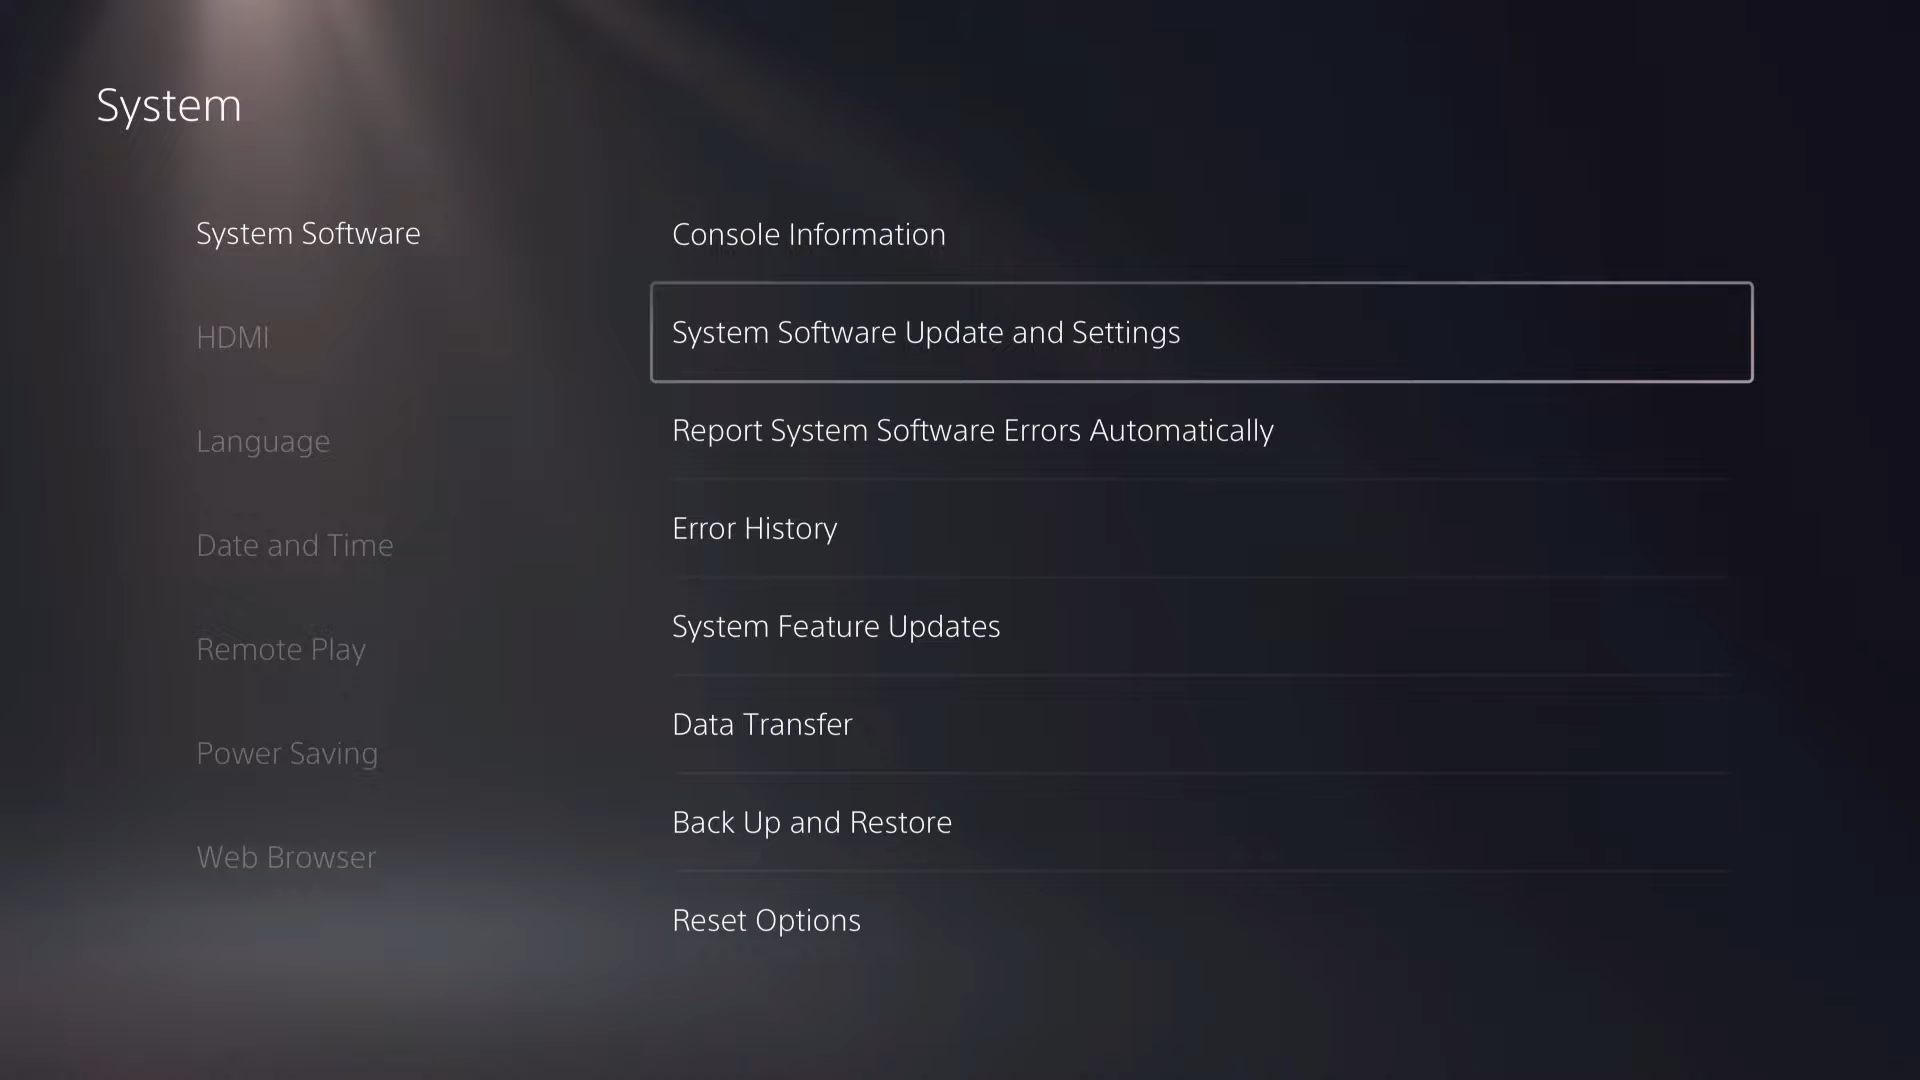 System
System Software
HDMI
Language
Date and Time
Remote Play
Power Saving
Web Browser
Console Information
System Software Update and Settings
Report System Software Errors Automatically
Error History
System Feature Updates
Data Transfer
Back Up and Restore
Reset Options